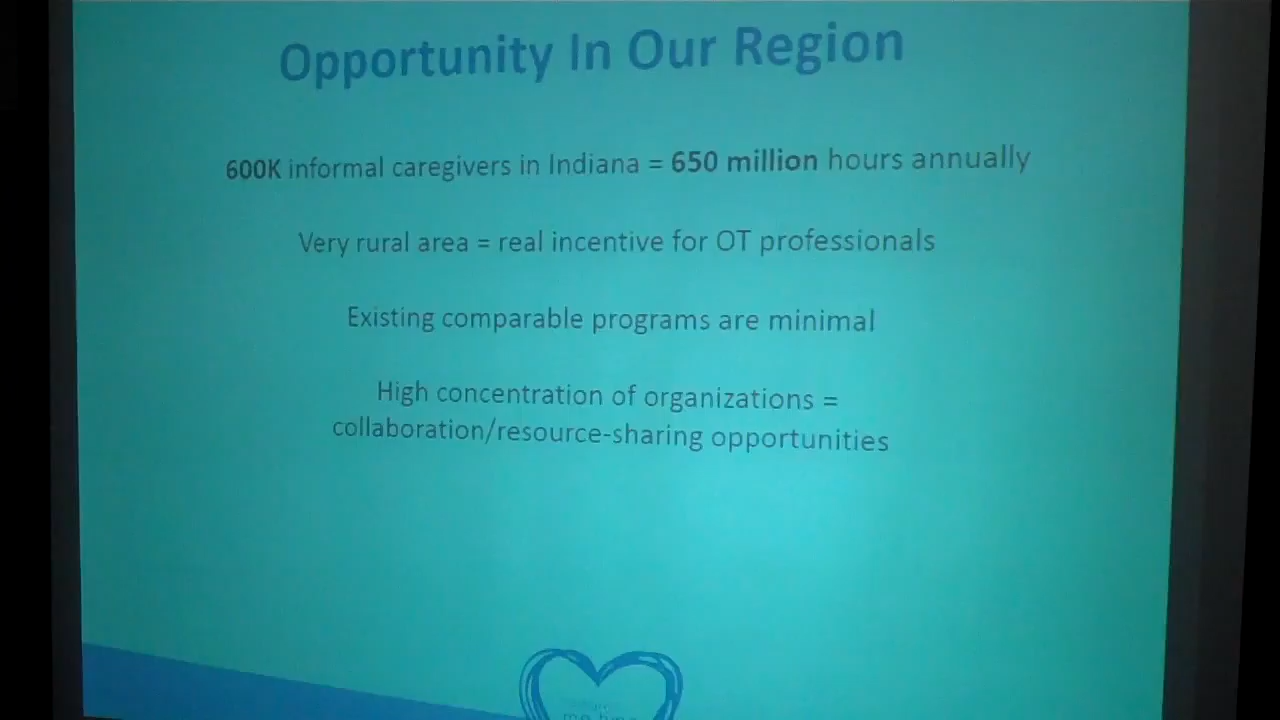 Opportunity In Our Region
600K informal caregivers in Indiana = 650 million hours annually
Very rural area = real incentive for OT professionals
Existing comparable programs are minimal
High concentration of organizations =
collaboration/resource-sharing opportunities